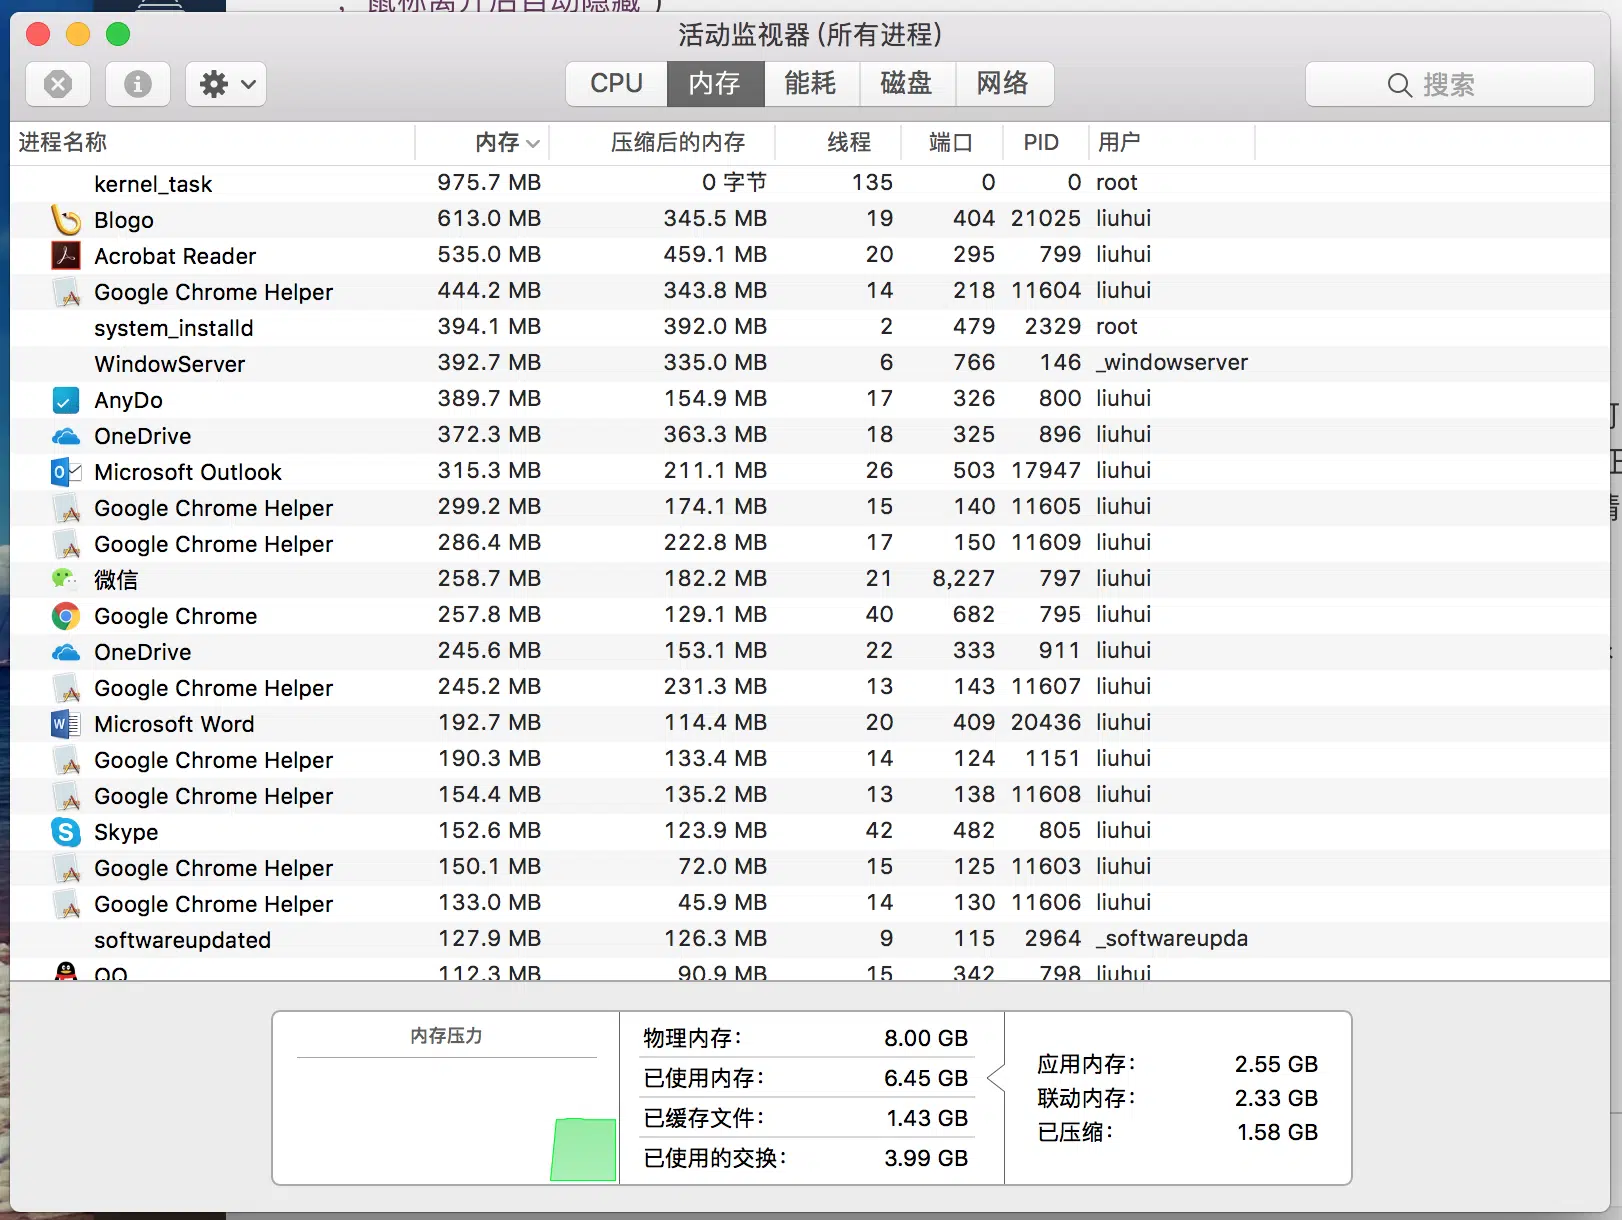 ，鼠标离开后自动隐藏）
活动监视器 (所有进程)
CPU 内存 能耗 磁盘 网络 搜索
进程名称 内存 压缩后的内存 线程 端口 PID 用户
kernel_task 975.7 MB 0 字节 135 0 0 root
Blogo 613.0 MB 345.5 MB 19 404 21025 liuhui
Acrobat Reader 535.0 MB 459.1 MB 20 295 799 liuhui
Google Chrome Helper 444.2 MB 343.8 MB 14 218 11604 liuhui
system_installd 394.1 MB 392.0 MB 2 479 2329 root
WindowServer 392.7 MB 335.0 MB 6 766 146 _windowserver
AnyDo 389.7 MB 154.9 MB 17 326 800 liuhui
OneDrive 372.3 MB 363.3 MB 18 325 896 liuhui
Microsoft Outlook 315.3 MB 211.1 MB 26 503 17947 liuhui
Google Chrome Helper 299.2 MB 174.1 MB 15 140 11605 liuhui
Google Chrome Helper 286.4 MB 222.8 MB 17 150 11609 liuhui
微信 258.7 MB 182.2 MB 21 8,227 797 liuhui
Google Chrome 257.8 MB 129.1 MB 40 682 795 liuhui
OneDrive 245.6 MB 153.1 MB 22 333 911 liuhui
Google Chrome Helper 245.2 MB 231.3 MB 13 143 11607 liuhui
Microsoft Word 192.7 MB 114.4 MB 20 409 20436 liuhui
Google Chrome Helper 190.3 MB 133.4 MB 14 124 1151 liuhui
Google Chrome Helper 154.4 MB 135.2 MB 13 138 11608 liuhui
Skype 152.6 MB 123.9 MB 42 482 805 liuhui
Google Chrome Helper 150.1 MB 72.0 MB 15 125 11603 liuhui
Google Chrome Helper 133.0 MB 45.9 MB 14 130 11606 liuhui
softwareupdated 127.9 MB 126.3 MB 9 115 2964 _softwareupda
QQ 112.3 MB 90.9 MB 15 342 798 liuhui
内存压力
物理内存： 8.00 GB
已使用内存： 6.45 GB
已缓存文件： 1.43 GB
已使用的交换： 3.99 GB
应用内存： 2.55 GB
联动内存： 2.33 GB
已压缩： 1.58 GB